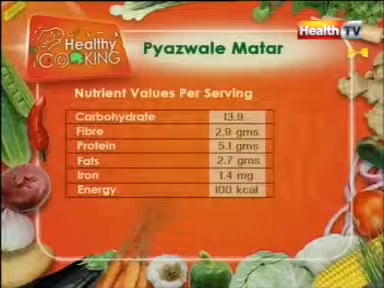 Health TV
Healthy
COOKING
Pyazwale Matar
Nutrient Values Per Serving
Carbohydrate 13.9
Fibre 2.9 gms
Protein 5.1 gms
Fats 2.7 gms
Iron 1.4 mg
Energy 100 kcal